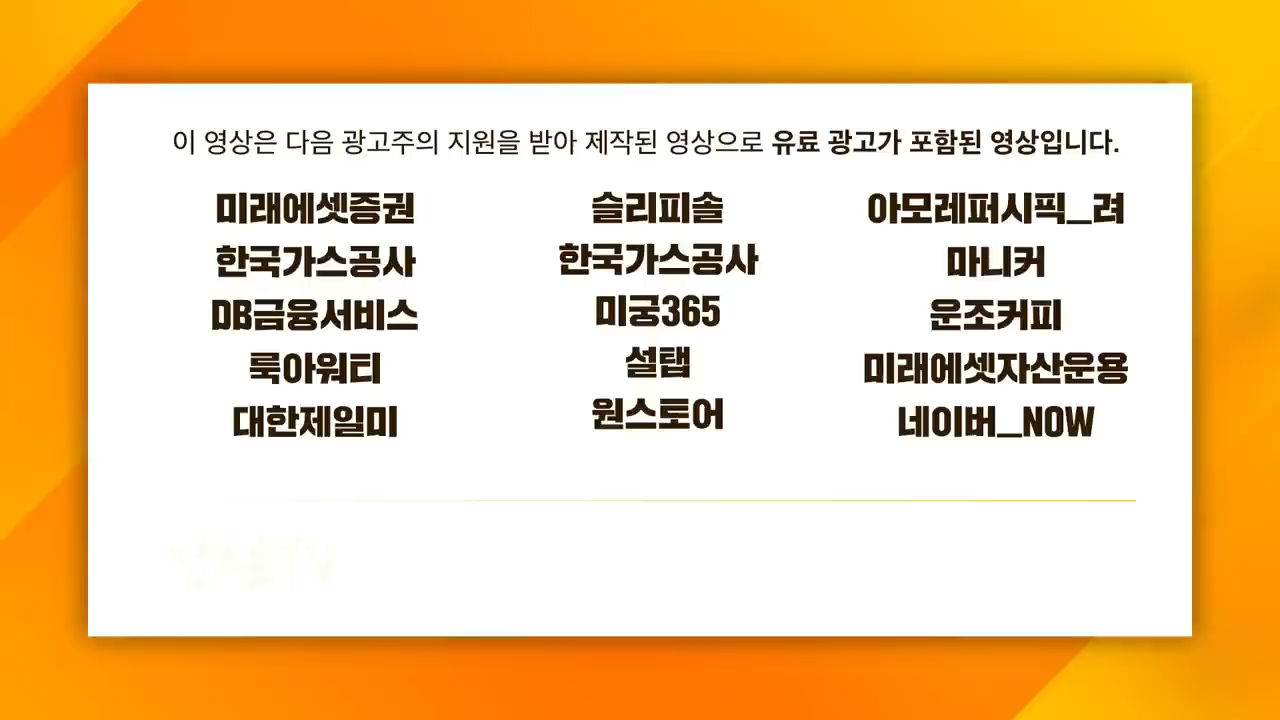 이 영상은 다음 광고주의 지원을 받아 제작된 영상으로 유료 광고가 포함된 영상입니다.
미래에셋증권
한국가스공사
DB금융서비스
룩아워티
대한제일미
슬리피솔
한국가스공사
미궁365
설탭
원스토어
아모레퍼시픽_려
마니커
운조커피
미래에셋자산운용
네이버_NOW